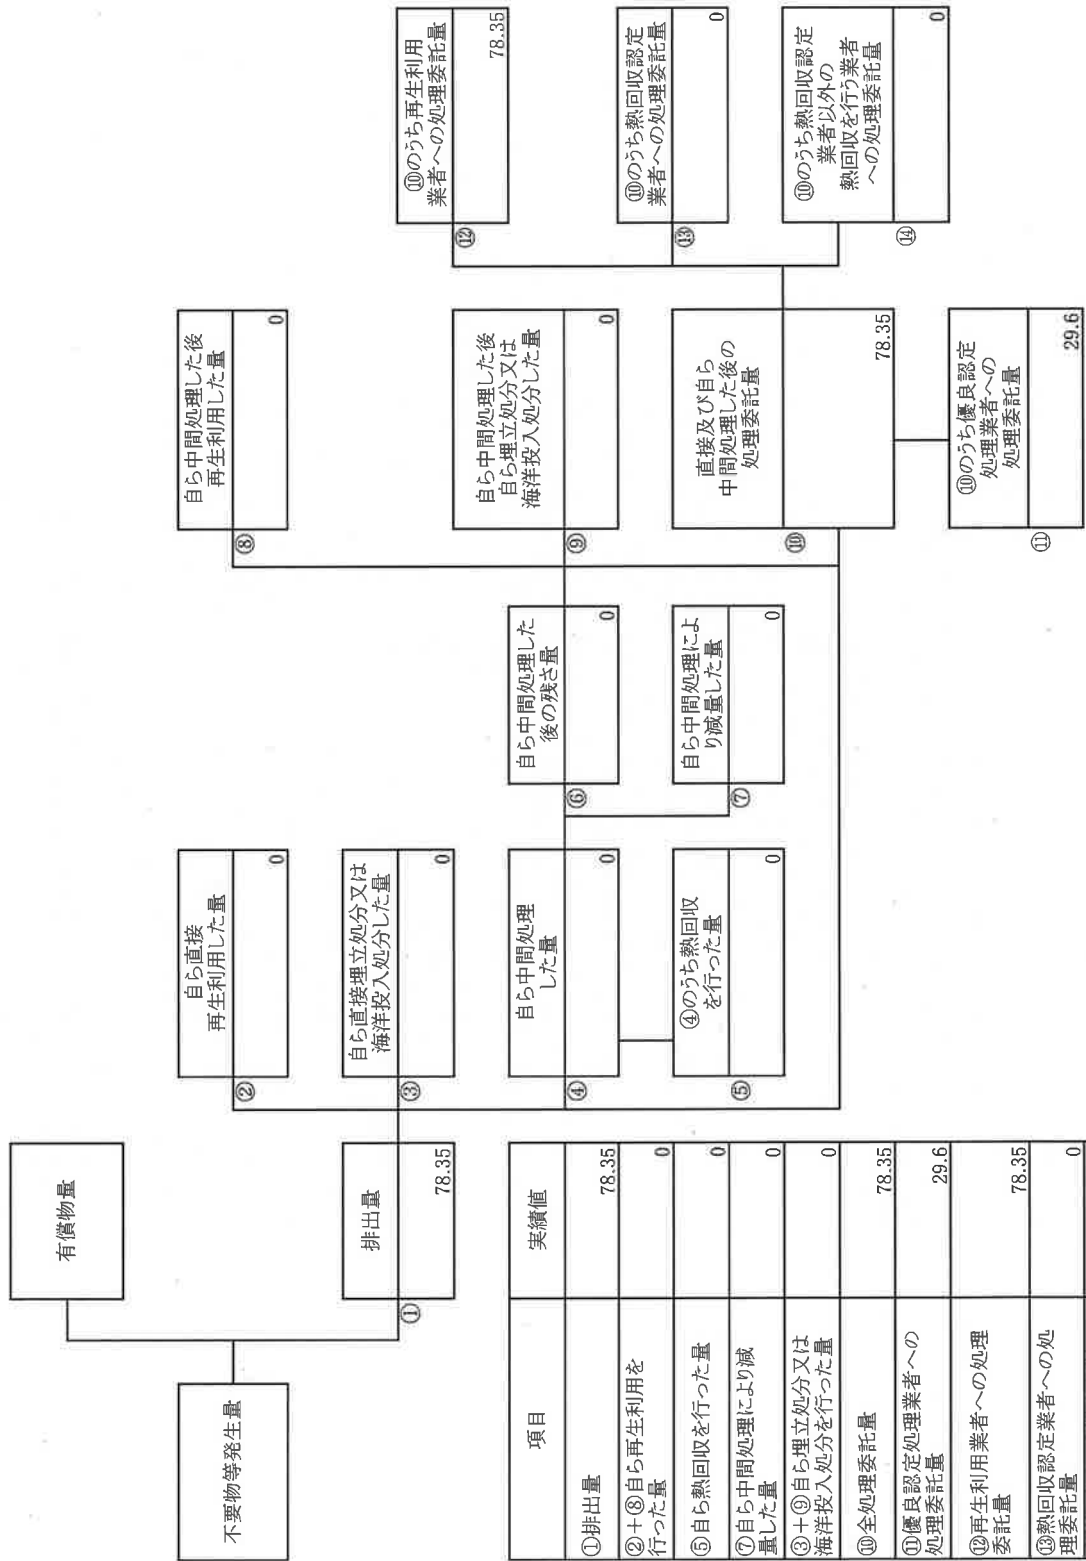 有償物量
不要物等発生量
排出量
①
78.35
自ら直接
再生利用した量
②
0
自ら直接埋立処分又は
海洋投入処分した量
③
0
自ら中間処理
した量
④
0
④のうち熱回収
を行った量
⑤
0
自ら中間処理した
後の残さ量
⑥
0
自ら中間処理によ
り減量した量
⑦
0
自ら中間処理した後
再生利用した量
⑧
0
自ら中間処理した後
自ら埋立処分又は
海洋投入処分した量
⑨
0
直接及び自ら
中間処理した後の
処理委託量
⑩
78.35
⑩のうち優良認定
処理業者への
処理委託量
⑪
29.6
⑩のうち再生利用
業者への処理委託量
⑫
78.35
⑩のうち熱回収認定
業者への処理委託量
⑬
0
⑩のうち熱回収認定
業者以外の
熱回収を行う業者
への処理委託量
⑭
0
項目 実績値
①排出量 78.35
②+⑧自ら再生利用を
行った量 0
⑤自ら熱回収を行った量 0
⑦自ら中間処理により減
量した量 0
③+⑨自ら埋立処分又は
海洋投入処分を行った量 0
⑩全処理委託量 78.35
⑪優良認定処理業者への
処理委託量 29.6
⑫再生利用業者への処理
委託量 78.35
⑬熱回収認定業者への処
理委託量 0